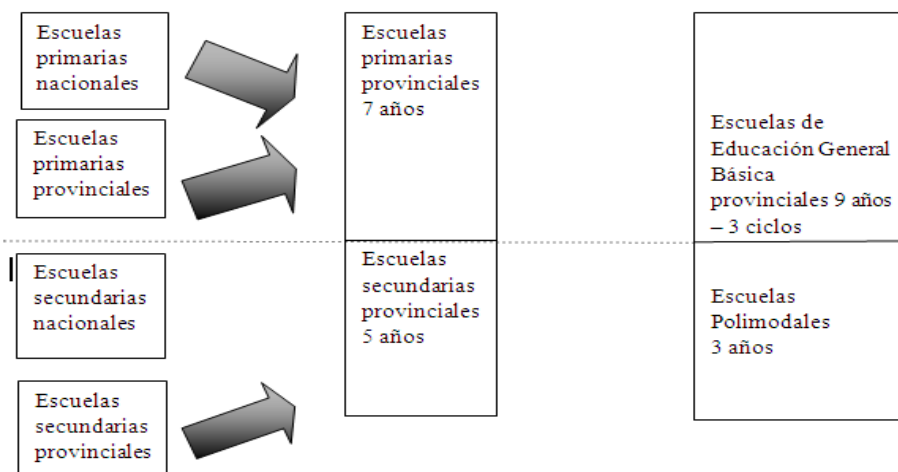 Escuelas
primarias
nacionales
Escuelas
primarias
provinciales
Escuelas
secundarias
nacionales
Escuelas
secundarias
provinciales
Escuelas
primarias
provinciales
7 años
Escuelas
secundarias
provinciales
5 años
Escuelas de
Educación General
Básica
provinciales 9 años
– 3 ciclos
Escuelas
Polimodales
3 años